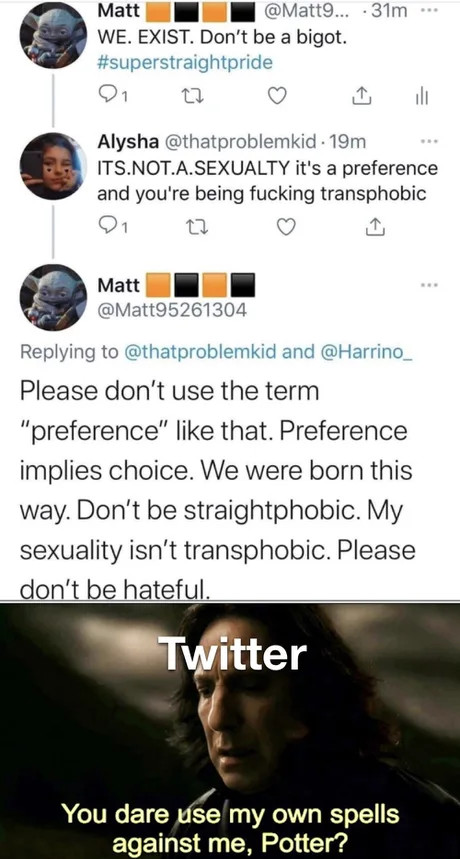 Matt 🟧⬛🟧⬛ @Matt9... · 31m
WE. EXIST. Don't be a bigot.
#superstraightpride
1
Alysha @thatproblemkid · 19m
ITS.NOT.A.SEXUALTY it's a preference
and you're being fucking transphobic
1
Matt 🟧⬛🟧⬛
@Matt95261304
Replying to @thatproblemkid and @Harrino_
Please don't use the term
"preference" like that. Preference
implies choice. We were born this
way. Don't be straightphobic. My
sexuality isn't transphobic. Please
don't be hateful.
Twitter
You dare use my own spells
against me, Potter?